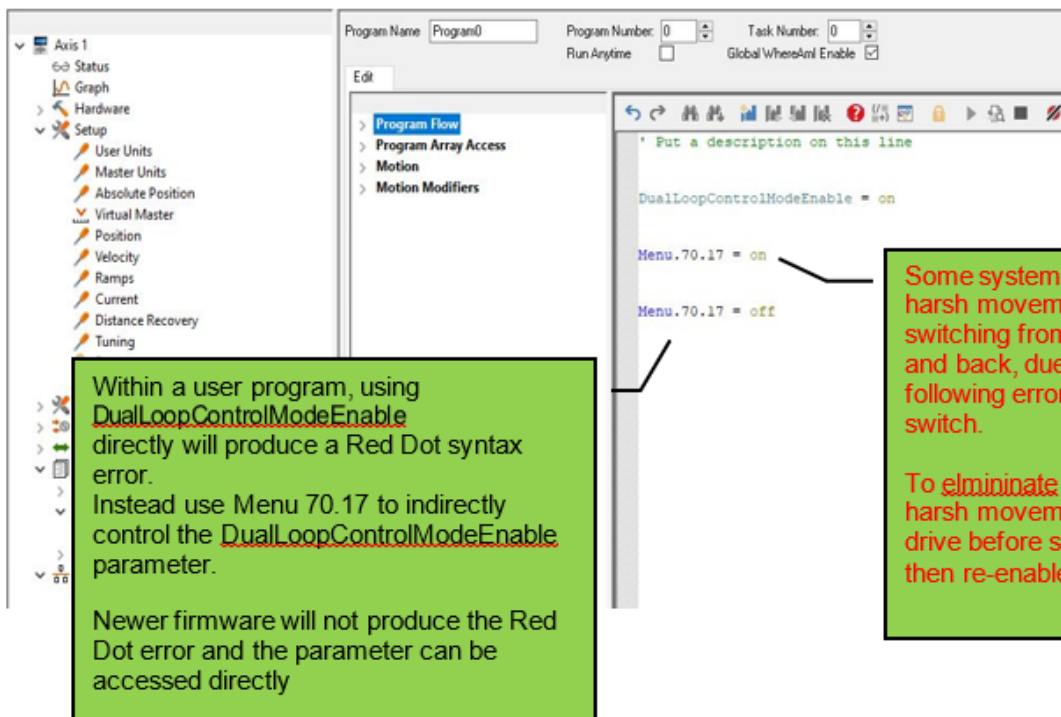 Program Name Program0
Program Number: 0
Task Number: 0
Run Anytime
Global WhereAmI Enable
Axis 1
Status
Graph
Hardware
Setup
User Units
Master Units
Absolute Position
Virtual Master
Position
Velocity
Ramps
Current
Distance Recovery
Tuning
Edit
Program Flow
Program Array Access
Motion
Motion Modifiers
' Put a description on this line
DualLoopControlModeEnable = on
Menu.70.17 = on
Menu.70.17 = off
Within a user program, using
DualLoopControlModeEnable
directly will produce a Red Dot syntax
error.
Instead use Menu 70.17 to indirectly
control the DualLoopControlModeEnable
parameter.
Newer firmware will not produce the Red
Dot error and the parameter can be
accessed directly
Some system
harsh movem
switching from
and back, due
following error
switch.
To elmininate
harsh movem
drive before s
then re-enable